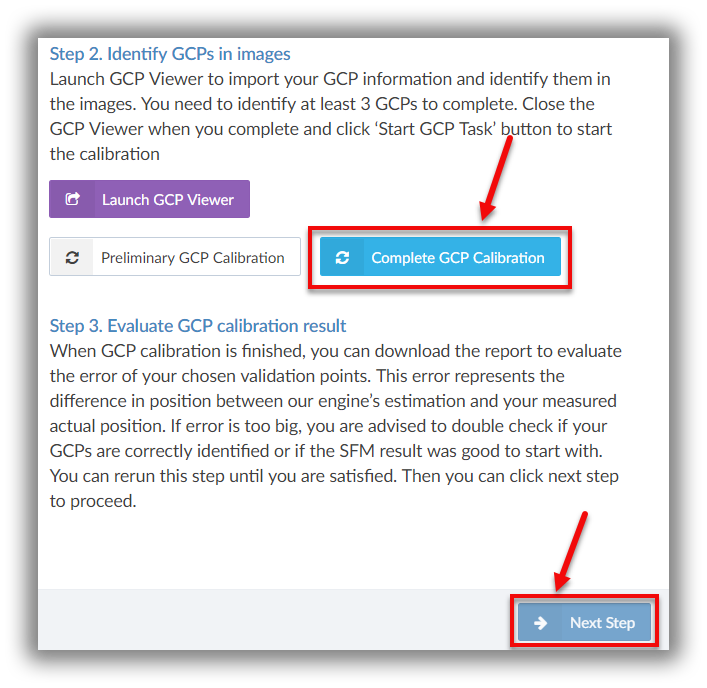 Step 2. Identify GCPs in images
Launch GCP Viewer to import your GCP information and identify them in
the images. You need to identify at least 3 GCPs to complete. Close the
GCP Viewer when you complete and click ‘Start GCP Task’ button to start
the calibration
Launch GCP Viewer
Preliminary GCP Calibration
Complete GCP Calibration
Step 3. Evaluate GCP calibration result
When GCP calibration is finished, you can download the report to evaluate
the error of your chosen validation points. This error represents the
difference in position between our engine’s estimation and your measured
actual position. If error is too big, you are advised to double check if your
GCPs are correctly identified or if the SFM result was good to start with.
You can rerun this step until you are satisfied. Then you can click next step
to proceed.
Next Step